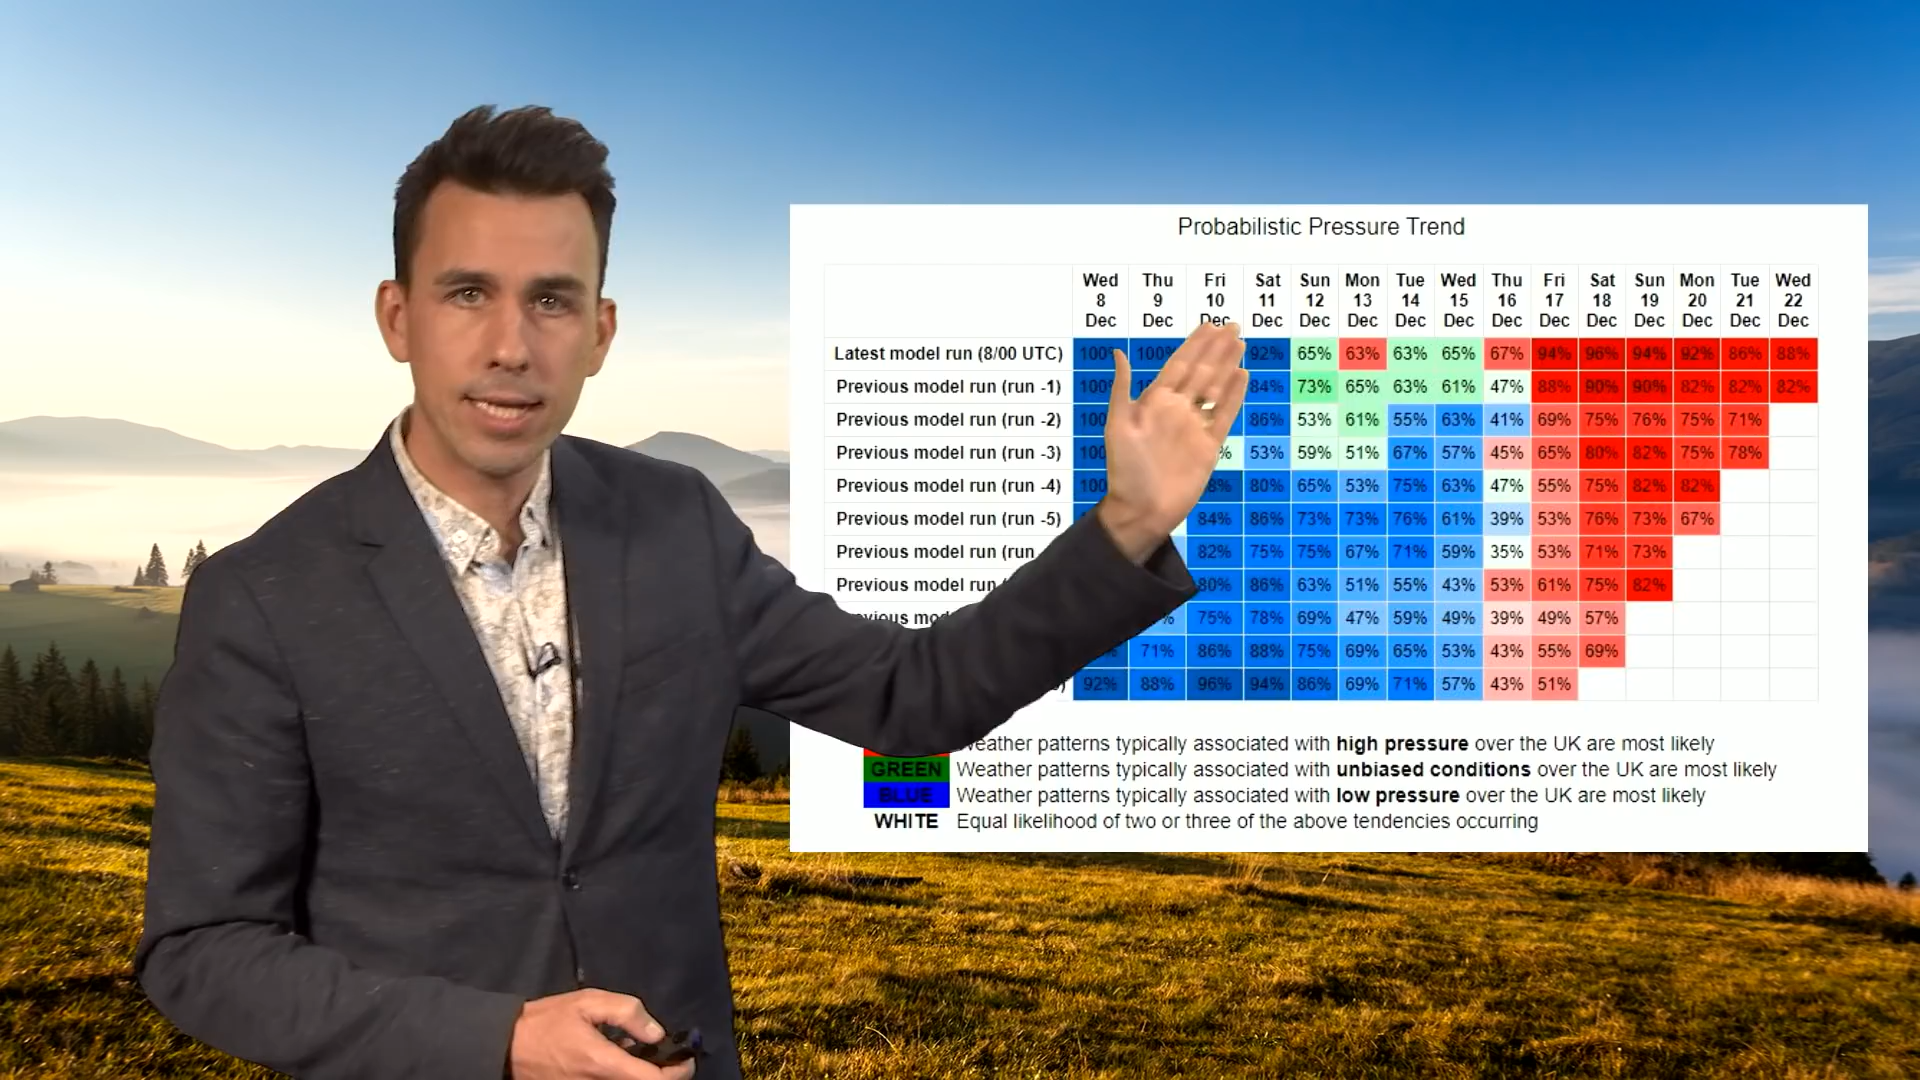 Probabilistic Pressure Trend
Wed 8 Dec Thu 9 Dec Fri 10 Dec Sat 11 Dec Sun 12 Dec Mon 13 Dec Tue 14 Dec Wed 15 Dec Thu 16 Dec Fri 17 Dec Sat 18 Dec Sun 19 Dec Mon 20 Dec Tue 21 Dec Wed 22 Dec
Latest model run (8/00 UTC) 100% 100% 92% 65% 63% 63% 65% 67% 94% 96% 94% 92% 86% 88%
Previous model run (run -1) 100% 84% 73% 65% 63% 61% 47% 88% 90% 90% 82% 82% 82%
Previous model run (run -2) 100 86% 53% 61% 55% 63% 41% 69% 75% 76% 75% 71%
Previous model run (run -3) 100 % 53% 59% 51% 67% 57% 45% 65% 80% 82% 75% 78%
Previous model run (run -4) 100 8% 80% 65% 53% 75% 63% 47% 55% 75% 82% 82%
Previous model run (run -5) 84% 86% 73% 73% 76% 61% 39% 53% 76% 73% 67%
Previous model run (run 82% 75% 75% 67% 71% 59% 35% 53% 71% 73%
Previous model run 80% 86% 63% 51% 55% 43% 53% 61% 75% 82%
vious mod % 75% 78% 69% 47% 59% 49% 39% 49% 57%
% 71% 86% 88% 75% 69% 65% 53% 43% 55% 69%
) 92% 88% 96% 94% 86% 69% 71% 57% 43% 51%
Weather patterns typically associated with high pressure over the UK are most likely
GREEN Weather patterns typically associated with unbiased conditions over the UK are most likely
BLUE Weather patterns typically associated with low pressure over the UK are most likely
WHITE Equal likelihood of two or three of the above tendencies occurring